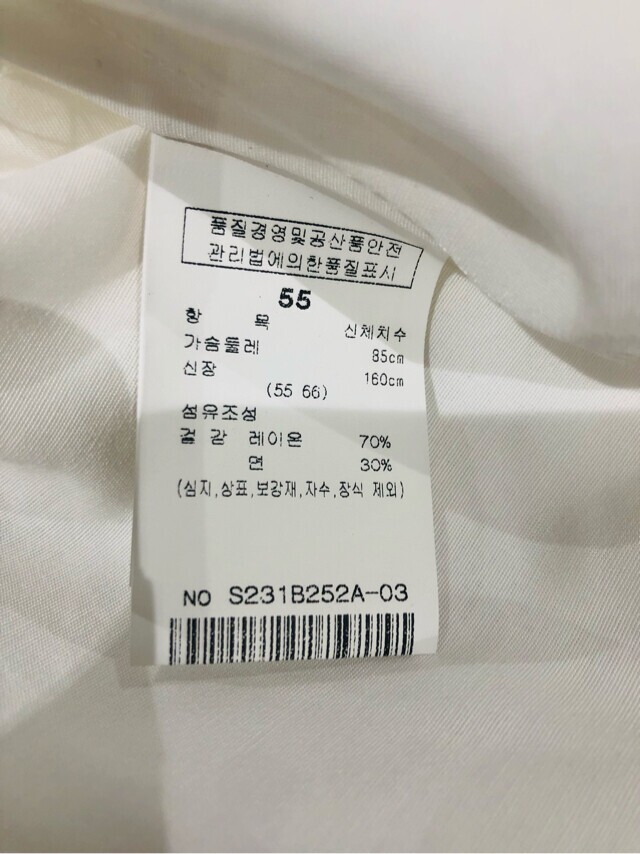 품질경영및공산품안전
관리법에의한품질표시
55
항 목 신체치수
가슴둘레 85cm
신장 160cm
(55 66)
섬유조성
겉 감 레이온 70%
면 30%
(심지,상표,보강재,자수,장식 제외)
NO S231B252A-03